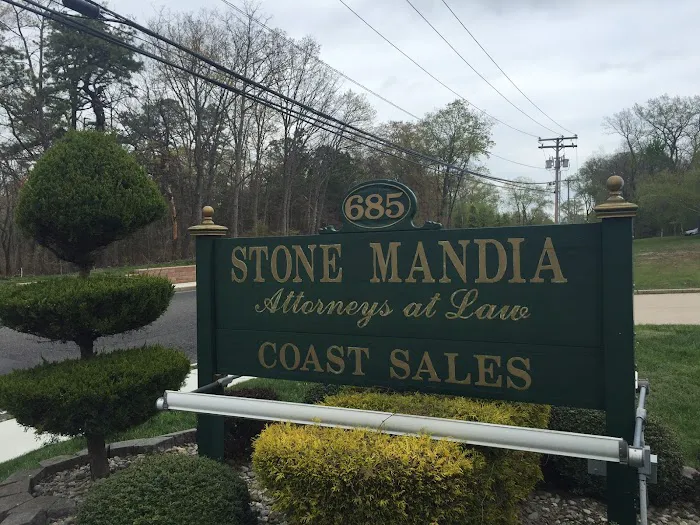 685
STONE MANDIA
Attorneys at Law
COAST SALES